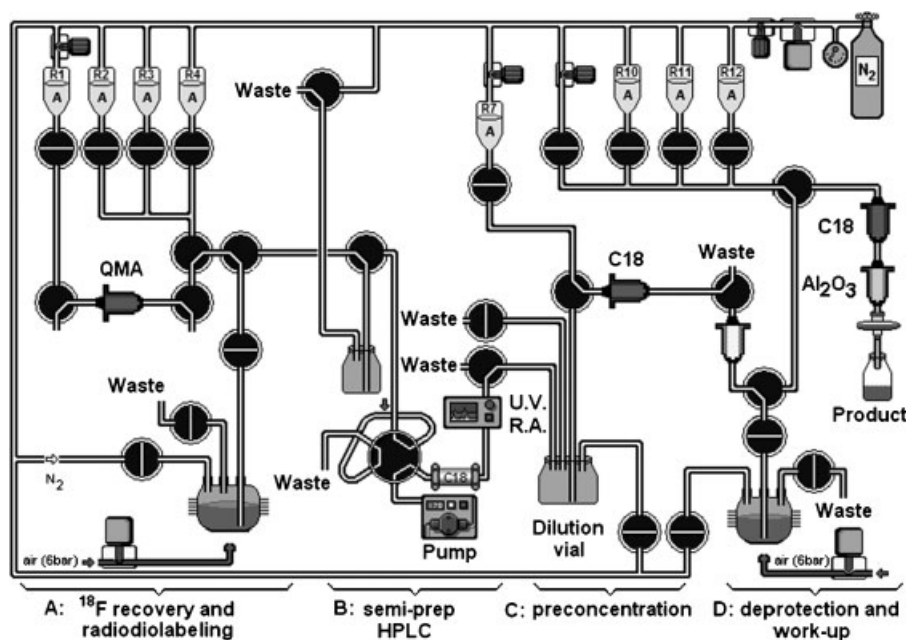 R1
R2
R3
R4
A
A
A
A
Waste
R7
A
R10
R11
R12
A
A
A
P
N2
QMA
C18
Waste
C18
Al2O3
Waste
Waste
Waste
U.V.
R.A.
Product
N2
Waste
C18
Pump
Dilution
vial
Waste
air (6bar)
air (6bar)
A: 18F recovery and
radiodiolabeling
B: semi-prep
HPLC
C: preconcentration
D: deprotection and
work-up